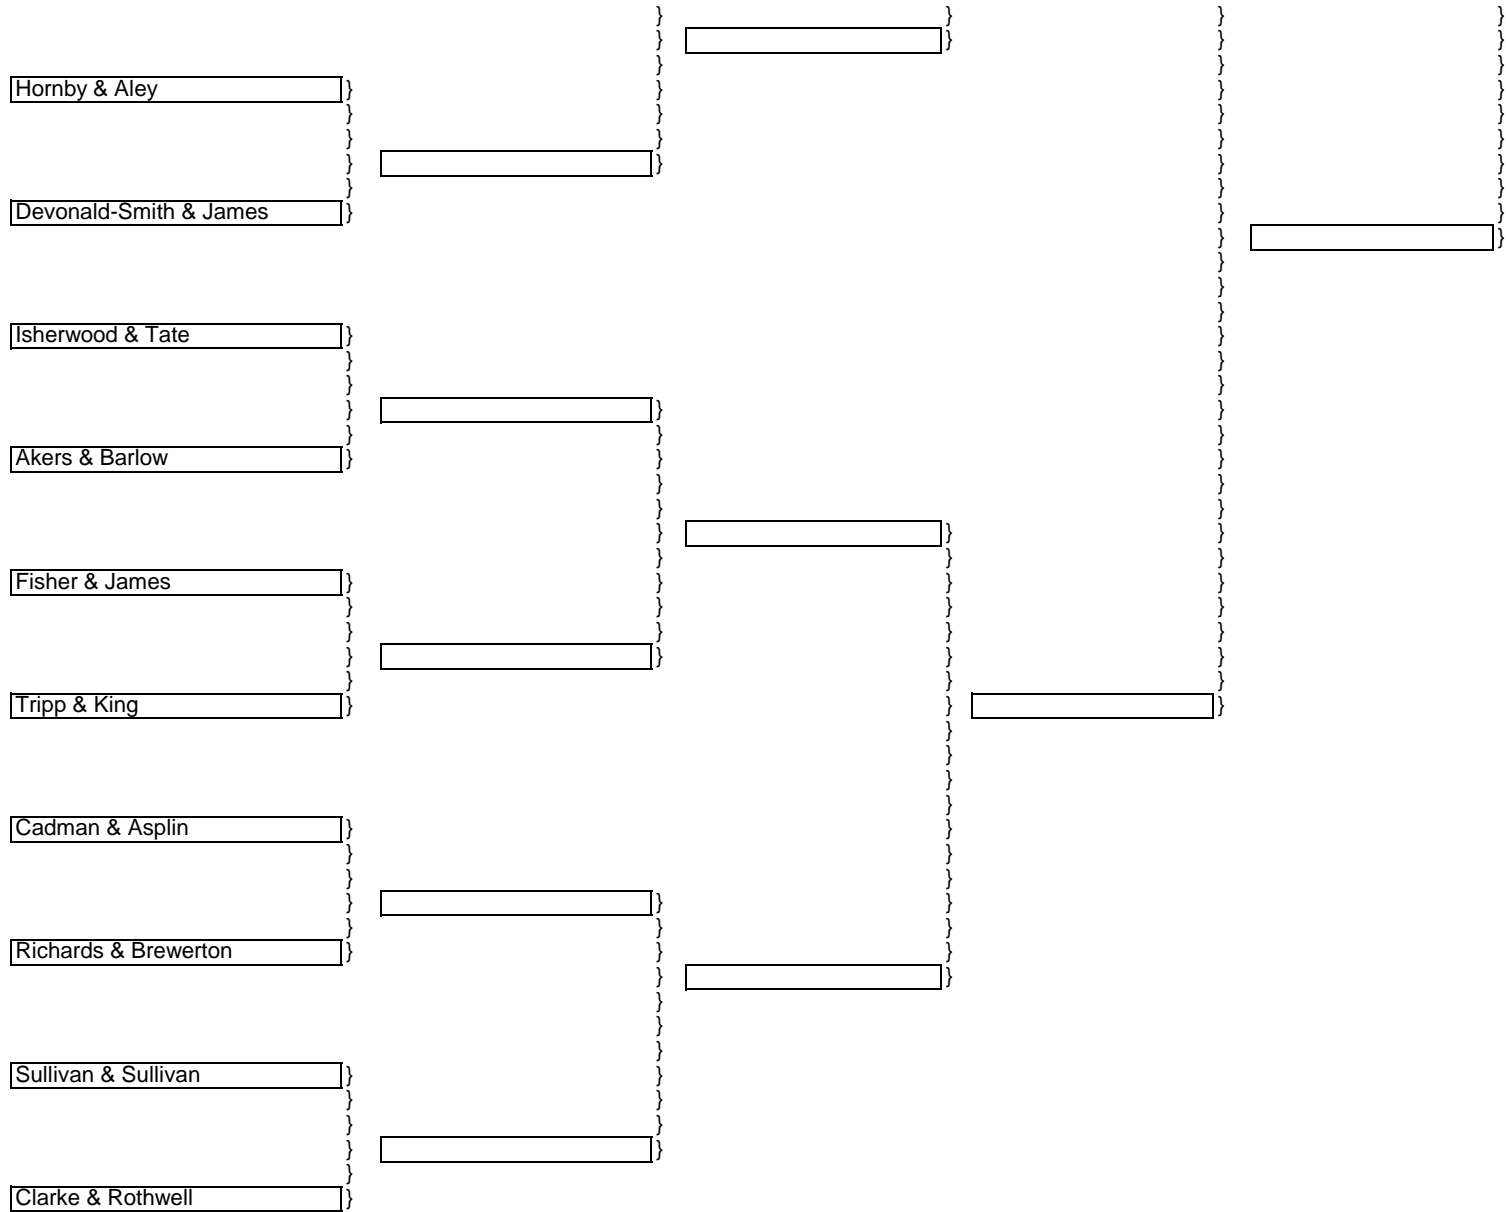 Hornby & Aley
Devonald-Smith & James
Isherwood & Tate
Akers & Barlow
Fisher & James
Tripp & King
Cadman & Asplin
Richards & Brewerton
Sullivan & Sullivan
Clarke & Rothwell